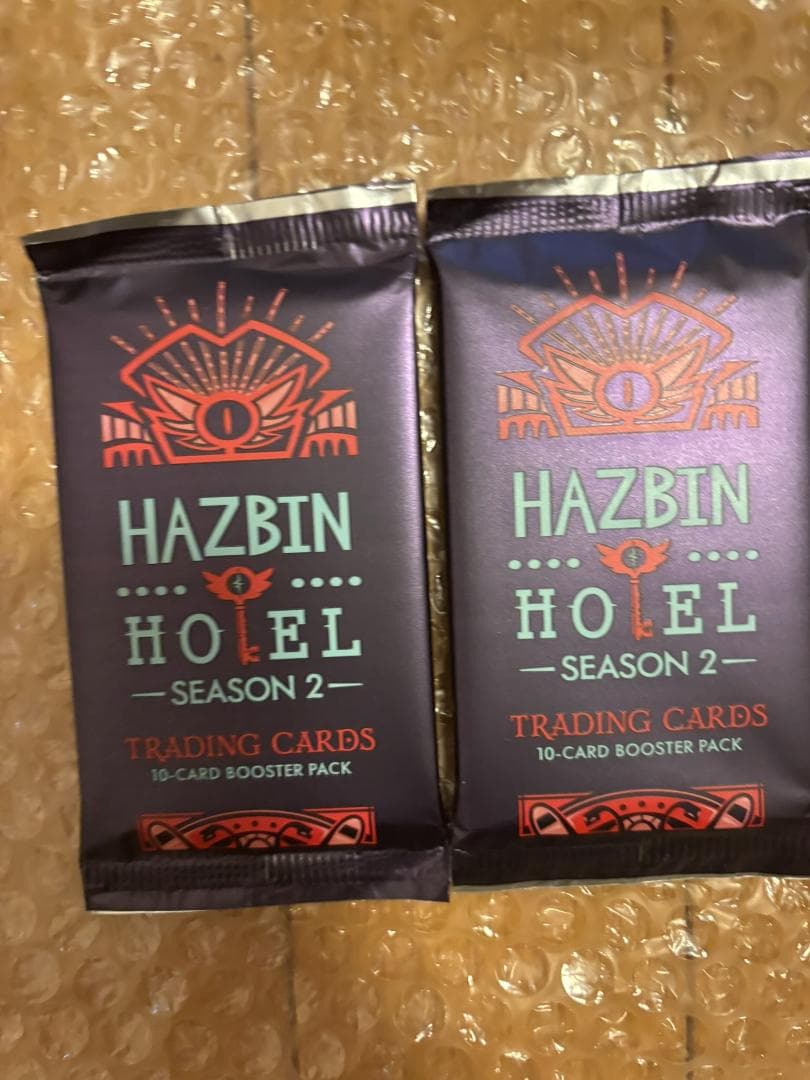 HAZBIN
HOTEL
SEASON 2
TRADING CARDS
10-CARD BOOSTER PACK
HAZBIN
HOTEL
SEASON 2
TRADING CARDS
10-CARD BOOSTER PACK